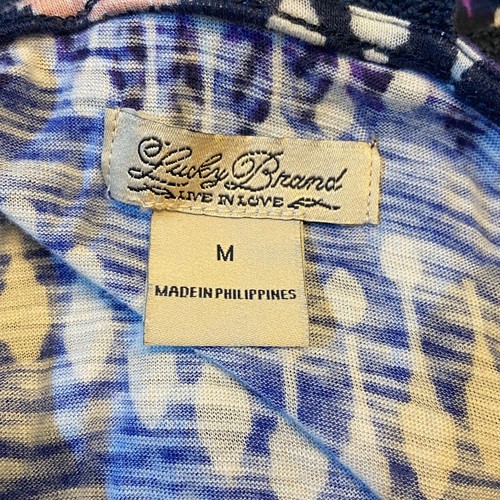 Lucky Brand
LIVE IN LOVE
M
MADE IN PHILIPPINES